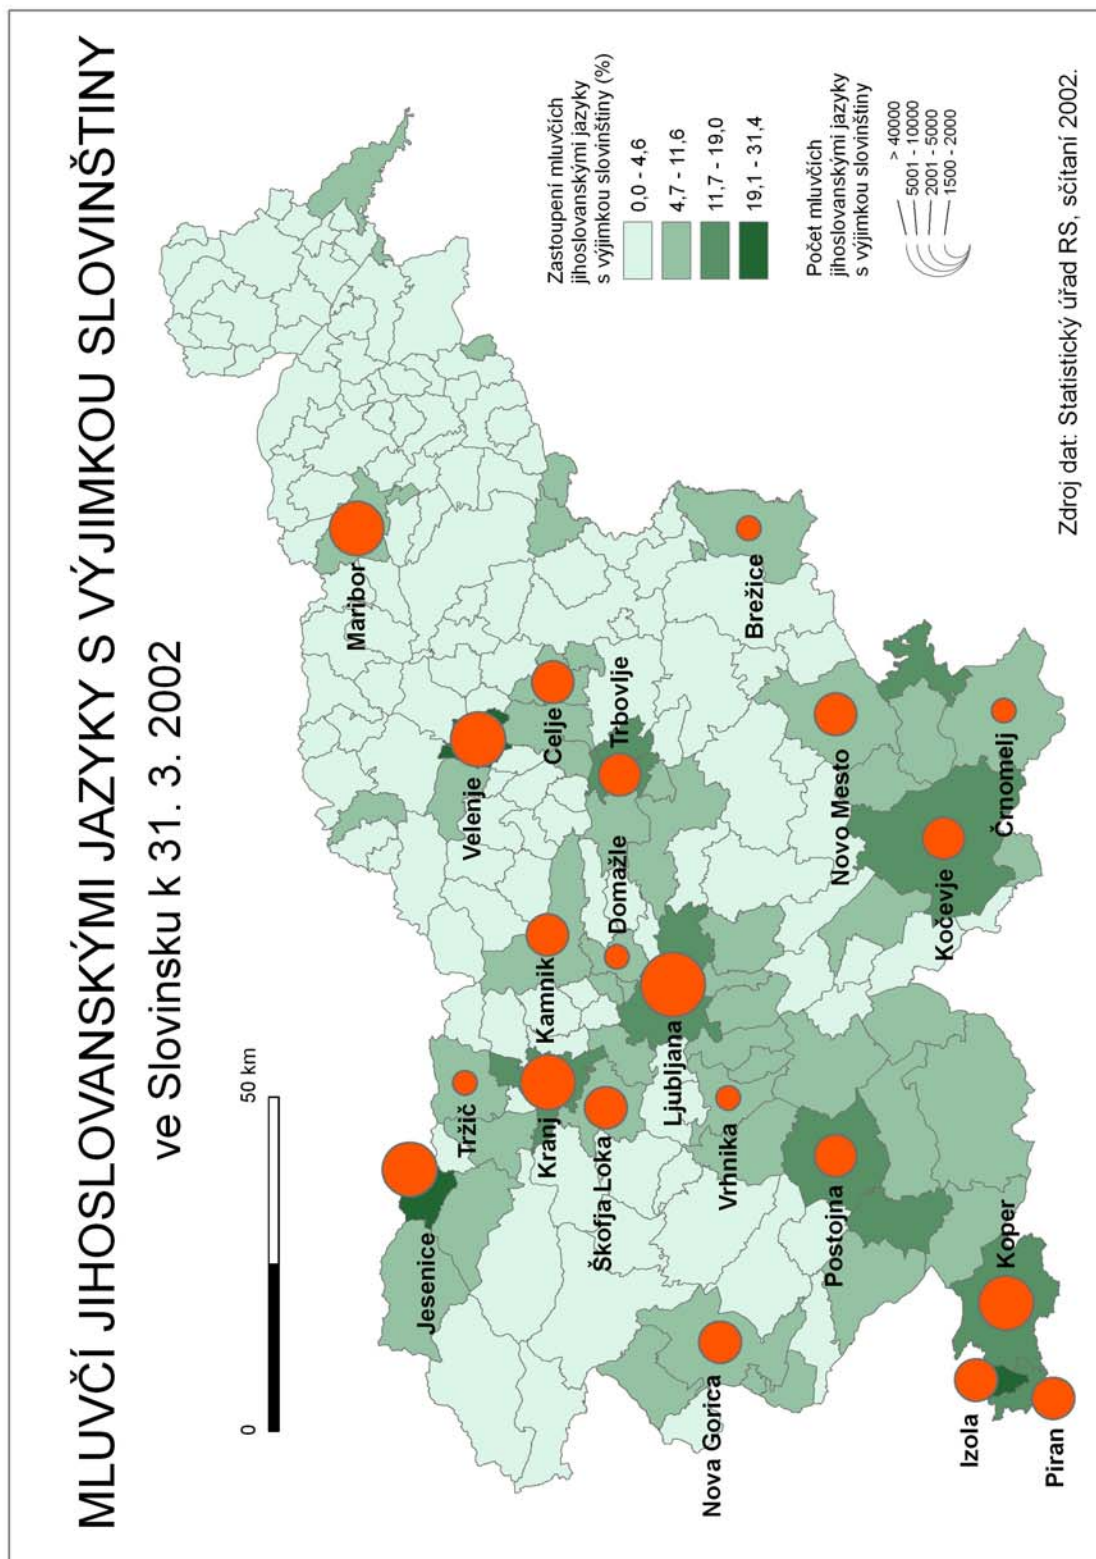 MLUVČÍ JIHOSLOVANSKÝMI JAZYKY S VÝJIMKOU SLOVINŠTINY
ve Slovinsku k 31. 3. 2002
0
50 km
Jesenice
Tržič
Kranj
Škofja Loka
Kamnik
Domažle
Ljubljana
Vrhnika
Velenje
Celje
Trbovlje
Maribor
Brežice
Novo Mesto
Črnomelj
Kočevje
Postojna
Nova Gorica
Koper
Izola
Piran
Zastoupení mluvčích
jihoslovanskými jazyky
s výjimkou slovinštiny (%)
0,0 - 4,6
4,7 - 11,6
11,7 - 19,0
19,1 - 31,4
Počet mluvčích
jihoslovanskými jazyky
s výjimkou slovinštiny
> 40000
5001 - 10000
2001 - 5000
1500 - 2000
Zdroj dat: Statistický úřad RS, sčítaní 2002.